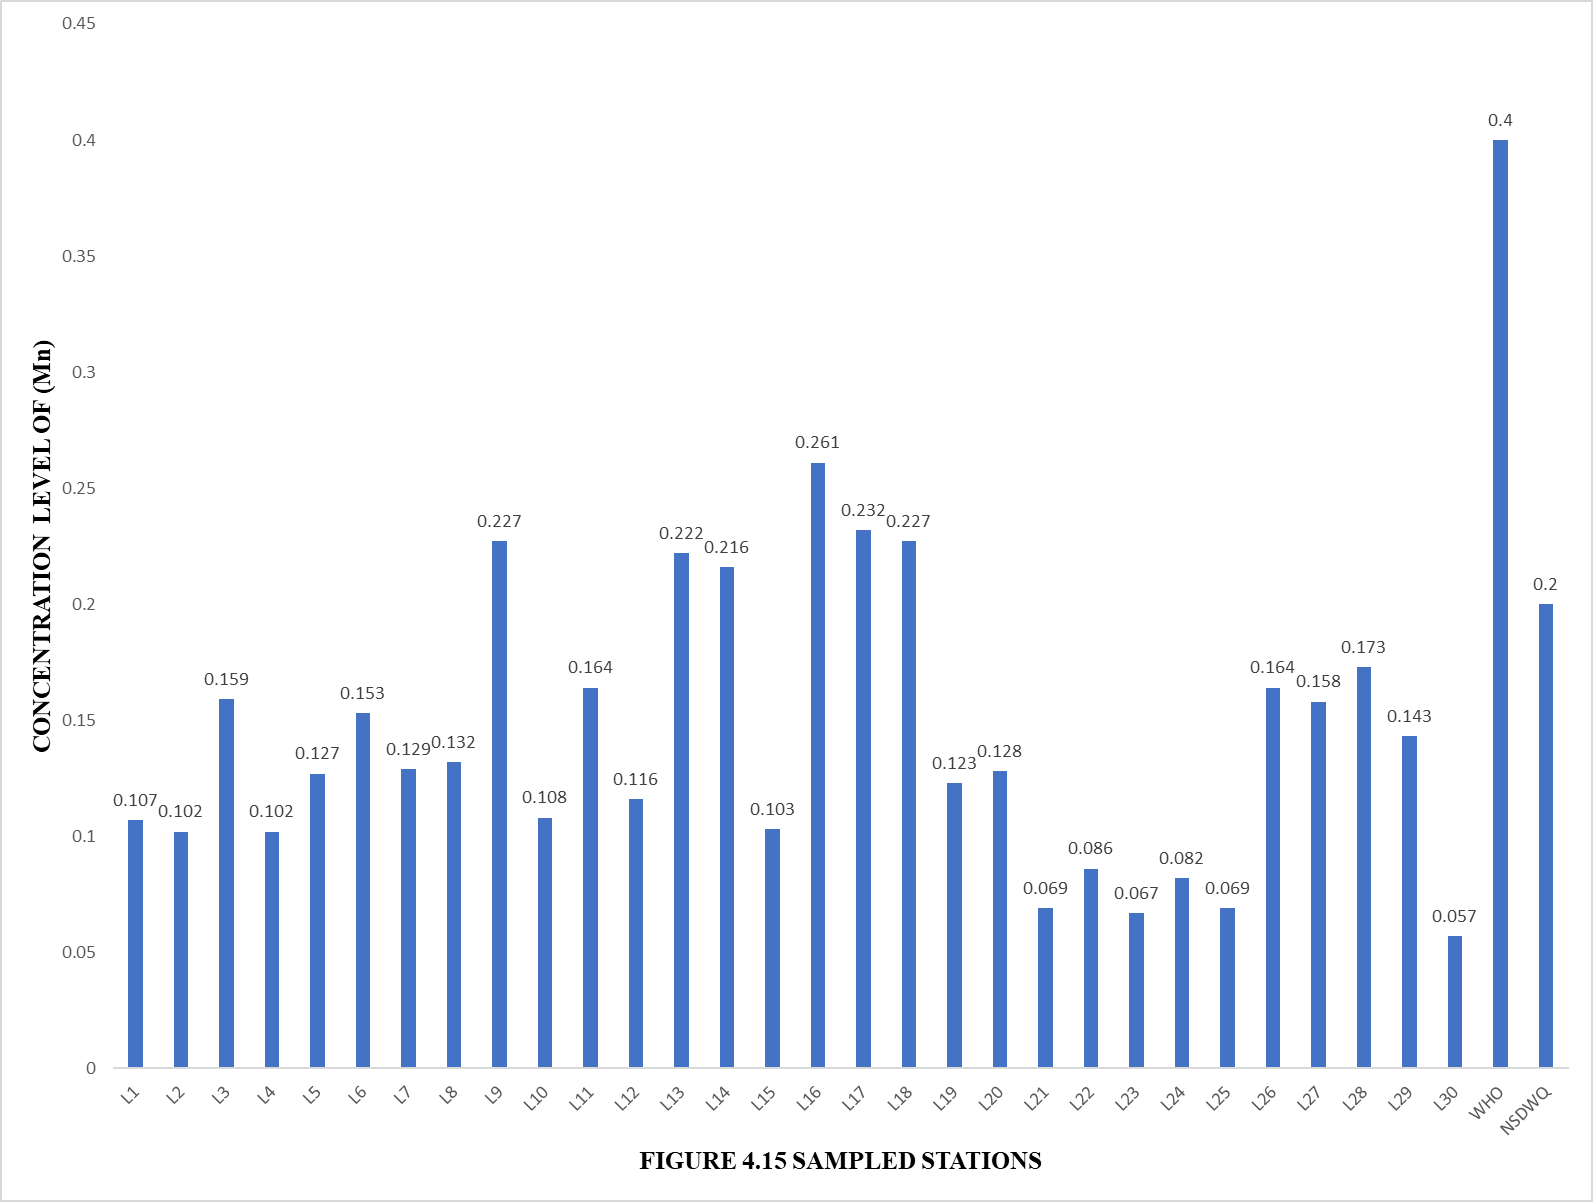 0.45
0.4
0.35
0.3
0.25
0.2
0.15
0.1
0.05
0
CONCENTRATION LEVEL OF (Mn)
0.107
0.102
0.159
0.102
0.127
0.153
0.129
0.132
0.227
0.108
0.164
0.116
0.222
0.216
0.103
0.261
0.232
0.227
0.123
0.128
0.069
0.086
0.067
0.082
0.069
0.164
0.158
0.173
0.143
0.057
0.4
0.2
L1
L2
L3
L4
L5
L6
L7
L8
L9
L10
L11
L12
L13
L14
L15
L16
L17
L18
L19
L20
L21
L22
L23
L24
L25
L26
L27
L28
L29
L30
WHO
NSDWQ
FIGURE 4.15 SAMPLED STATIONS